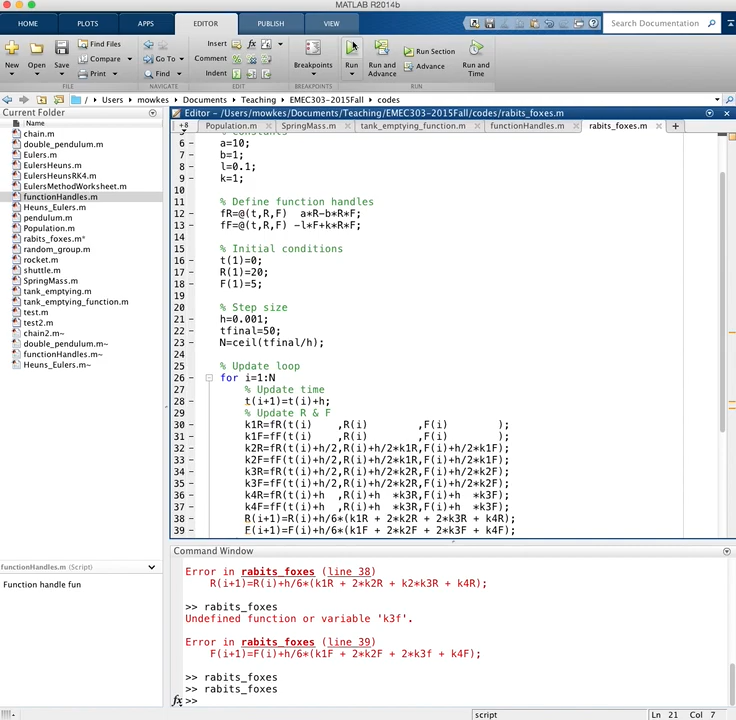 MATLAB R2014b
HOME PLOTS APPS EDITOR PUBLISH VIEW
Search Documentation
New Open Save
Find Files
Compare
Print
Go To
Find
Insert
Comment
Indent
Breakpoints
Run
Run and Advance
Run Section
Advance
Run and Time
FILE NAVIGATE EDIT BREAKPOINTS RUN
/ Users Documents Teaching EMEC303-2015Fall codes
mowkes
Current Folder
Name
chain.m
double_pendulum.m
Eulers.m
EulersHeuns.m
EulersHeunsRK4.m
EulersMethodWorksheet.m
functionHandles.m
Heuns_Eulers.m
pendulum.m
Population.m
rabits_foxes.m*
random_group.m
rocket.m
shuttle.m
SpringMass.m
tank_emptying.m
tank_emptying_function.m
test.m
test2.m
chain2.m~
double_pendulum.m~
functionHandles.m~
Heuns_Eulers.m~
functionHandles.m (Script)
Function handle fun
Editor - /Users/mowkes/Documents/Teaching/EMEC303-2015Fall/codes/rabits_foxes.m
+8 Population.m SpringMass.m tank_emptying_function.m functionHandles.m rabits_foxes.m
6 a=10;
7 b=1;
8 l=0.1;
9 k=1;
10
11 % Define function handles
12 fR=@(t,R,F) a*R-b*R*F;
13 fF=@(t,R,F) -l*F+k*R*F;
14
15 % Initial conditions
16 t(1)=0;
17 R(1)=20;
18 F(1)=5;
19
20 % Step size
21 h=0.001;
22 tfinal=50;
23 N=ceil(tfinal/h);
24
25 % Update loop
26 for i=1:N
27 % Update time
28 t(i+1)=t(i)+h;
29 % Update R & F
30 k1R=fR(t(i) ,R(i) ,F(i) );
31 k1F=fF(t(i) ,R(i) ,F(i) );
32 k2R=fR(t(i)+h/2,R(i)+h/2*k1R,F(i)+h/2*k1F);
33 k2F=fF(t(i)+h/2,R(i)+h/2*k1R,F(i)+h/2*k1F);
34 k3R=fR(t(i)+h/2,R(i)+h/2*k2R,F(i)+h/2*k2F);
35 k3F=fF(t(i)+h/2,R(i)+h/2*k2R,F(i)+h/2*k2F);
36 k4R=fR(t(i)+h ,R(i)+h *k3R,F(i)+h *k3F);
37 k4F=fF(t(i)+h ,R(i)+h *k3R,F(i)+h *k3F);
38 R(i+1)=R(i)+h/6*(k1R + 2*k2R + 2*k3R + k4R);
39 F(i+1)=F(i)+h/6*(k1F + 2*k2F + 2*k3F + k4F);
Command Window
Error in rabits_foxes (line 38)
R(i+1)=R(i)+h/6*(k1R + 2*k2R + k2*k3R + k4R);
>> rabits_foxes
Undefined function or variable 'k3f'.
Error in rabits_foxes (line 39)
F(i+1)=F(i)+h/6*(k1F + 2*k2F + 2*k3f + k4F);
>> rabits_foxes
>> rabits_foxes
fx >>
script Ln 21 Col 7